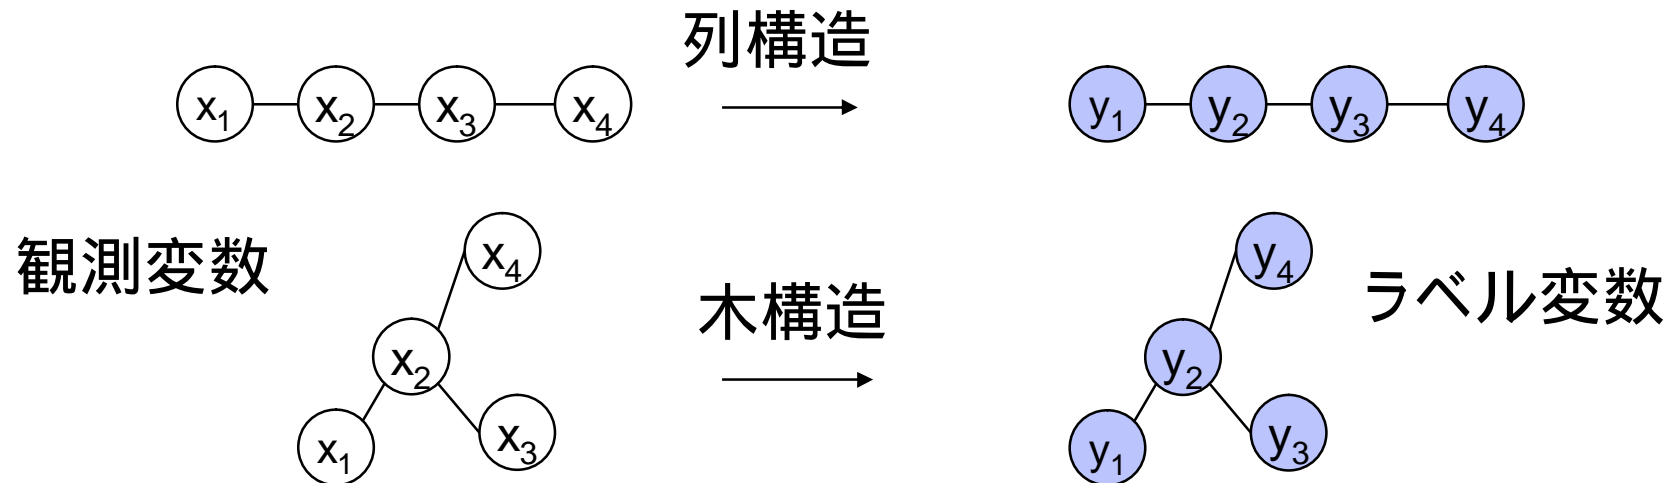 列構造
x₁ x₂ x₃ x₄
y₁ y₂ y₃ y₄
観測変数
木構造
ラベル変数
x₄
x₂
x₁
x₃
y₄
y₂
y₁
y₃